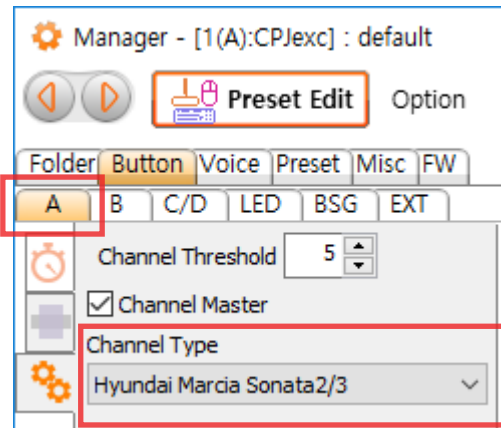 Manager - [1(A):CPJexc] : default
Preset Edit Option
Folder Button Voice Preset Misc FW
A B C/D LED BSG EXT
Channel Threshold 5
Channel Master
Channel Type
Hyundai Marcia Sonata2/3